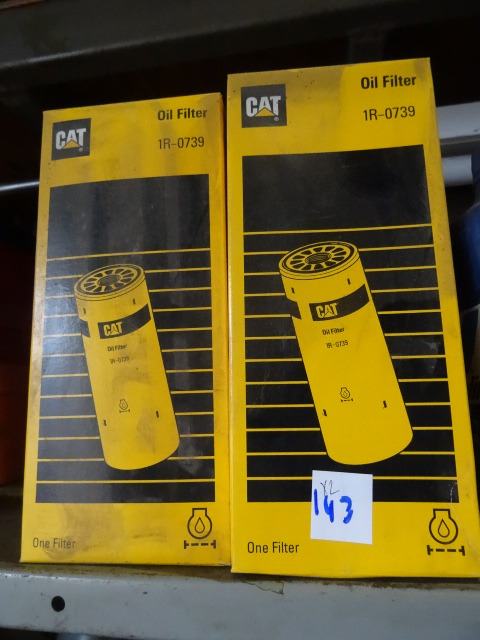 CAT
Oil Filter
1R-0739
CAT
Oil Filter
1R-0739
One Filter
CAT
Oil Filter
1R-0739
CAT
Oil Filter
1R-0739
x2
143
One Filter